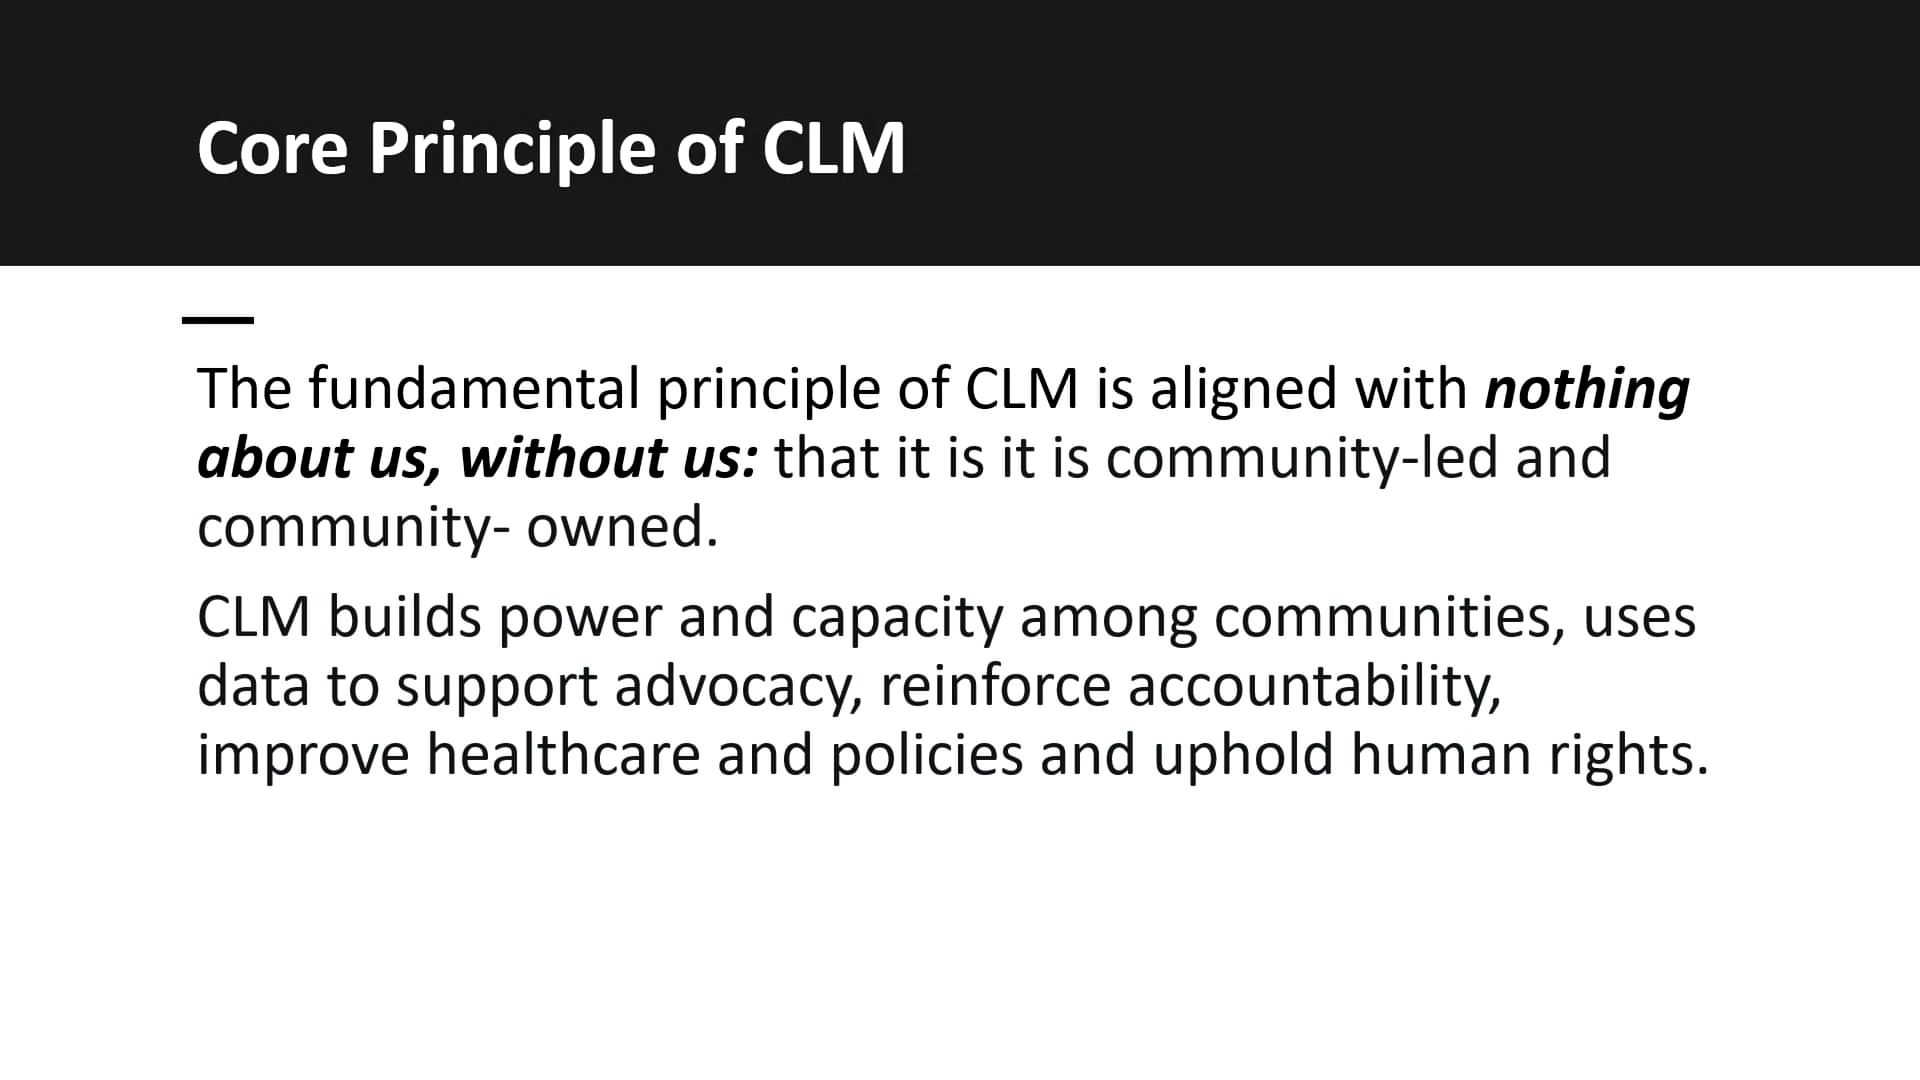 Core Principle of CLM
The fundamental principle of CLM is aligned with nothing
about us, without us: that it is it is community-led and
community- owned.
CLM builds power and capacity among communities, uses
data to support advocacy, reinforce accountability,
improve healthcare and policies and uphold human rights.